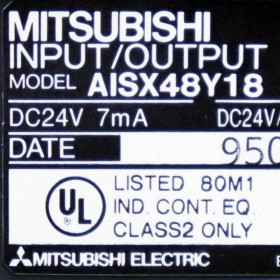 MITSUBISHI
INPUT/OUTPUT
MODEL AISX48Y18
DC24V 7mA DC24V/
DATE 950
UL LISTED 80M1
IND. CONT. EQ.
CLASS2 ONLY
MITSUBISHI ELECTRIC